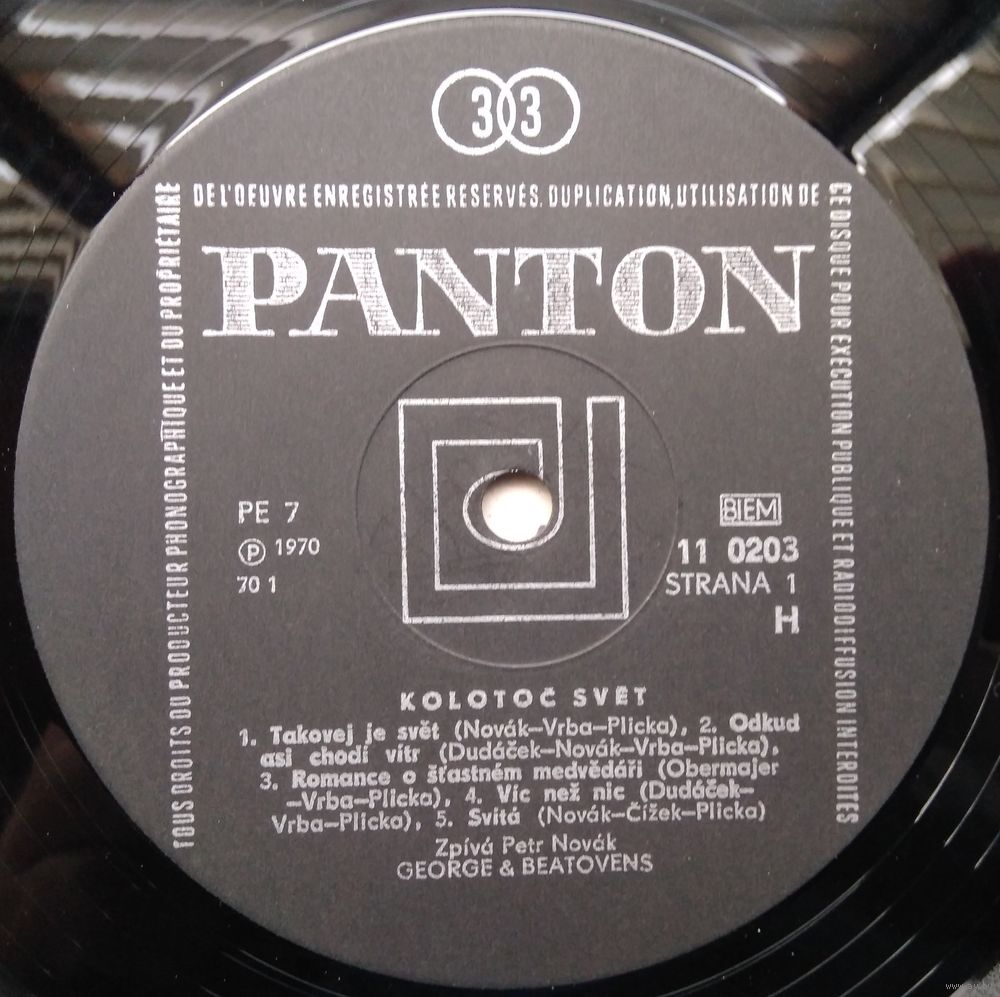 33
TOUS DROITS DU PRODUCTEUR PHONOGRAPHIQUE ET DU PROPRIÉTAIRE
DE L'OEUVRE ENREGISTRÉE RESERVÉS. DUPLICATION, UTILISATION DE
CE DISQUE POUR EXECUTION PUBLIQUE ET RADIODIFFUSION INTERDITES
PANTON
PE 7
Ⓟ 1970
70 1
BIEM
11 0203
STRANA 1
H
KOLOTOČ SVĚT
1. Takovej je svět (Novák–Vrba–Plicka), 2. Odkud
asi chodí vítr (Dudáček–Novák–Vrba–Plicka),
3. Romance o šťastném medvědáři (Obermajer
–Vrba–Plicka), 4. Víc než nic (Dudáček–
Vrba–Plicka), 5. Svítá (Novák–Čížek–Plicka)
Zpívá Petr Novák
GEORGE & BEATOVENS